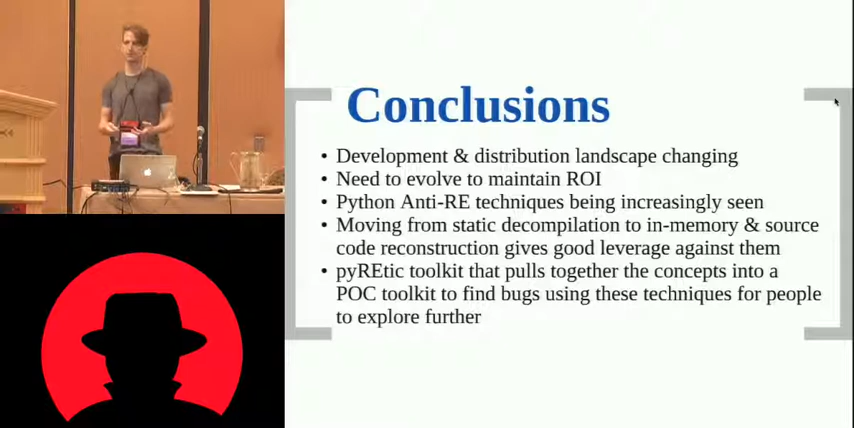 Conclusions
• Development & distribution landscape changing
• Need to evolve to maintain ROI
• Python Anti-RE techniques being increasingly seen
• Moving from static decompilation to in-memory & source
code reconstruction gives good leverage against them
• pyREtic toolkit that pulls together the concepts into a
POC toolkit to find bugs using these techniques for people
to explore further